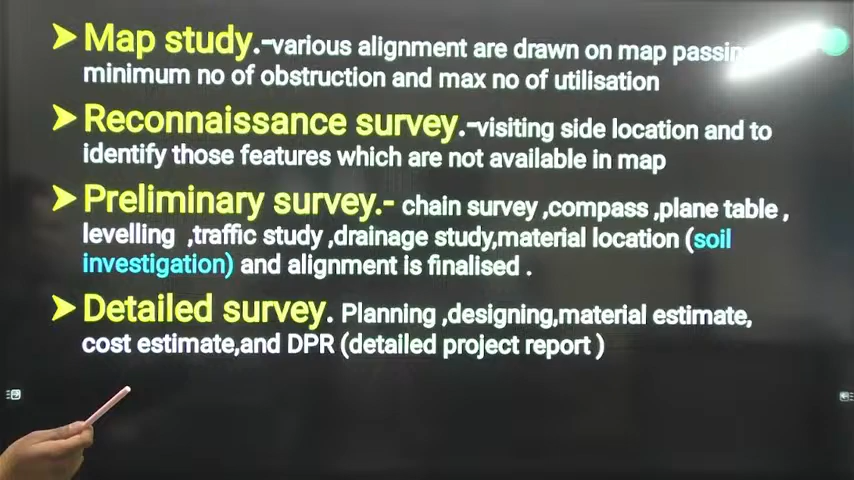 Map study.-various alignment are drawn on map passing
minimum no of obstruction and max no of utilisation
Reconnaissance survey.-visiting side location and to
identify those features which are not available in map
Preliminary survey.- chain survey ,compass ,plane table ,
levelling ,traffic study ,drainage study,material location (soil
investigation) and alignment is finalised .
Detailed survey. Planning ,designing,material estimate,
cost estimate,and DPR (detailed project report )